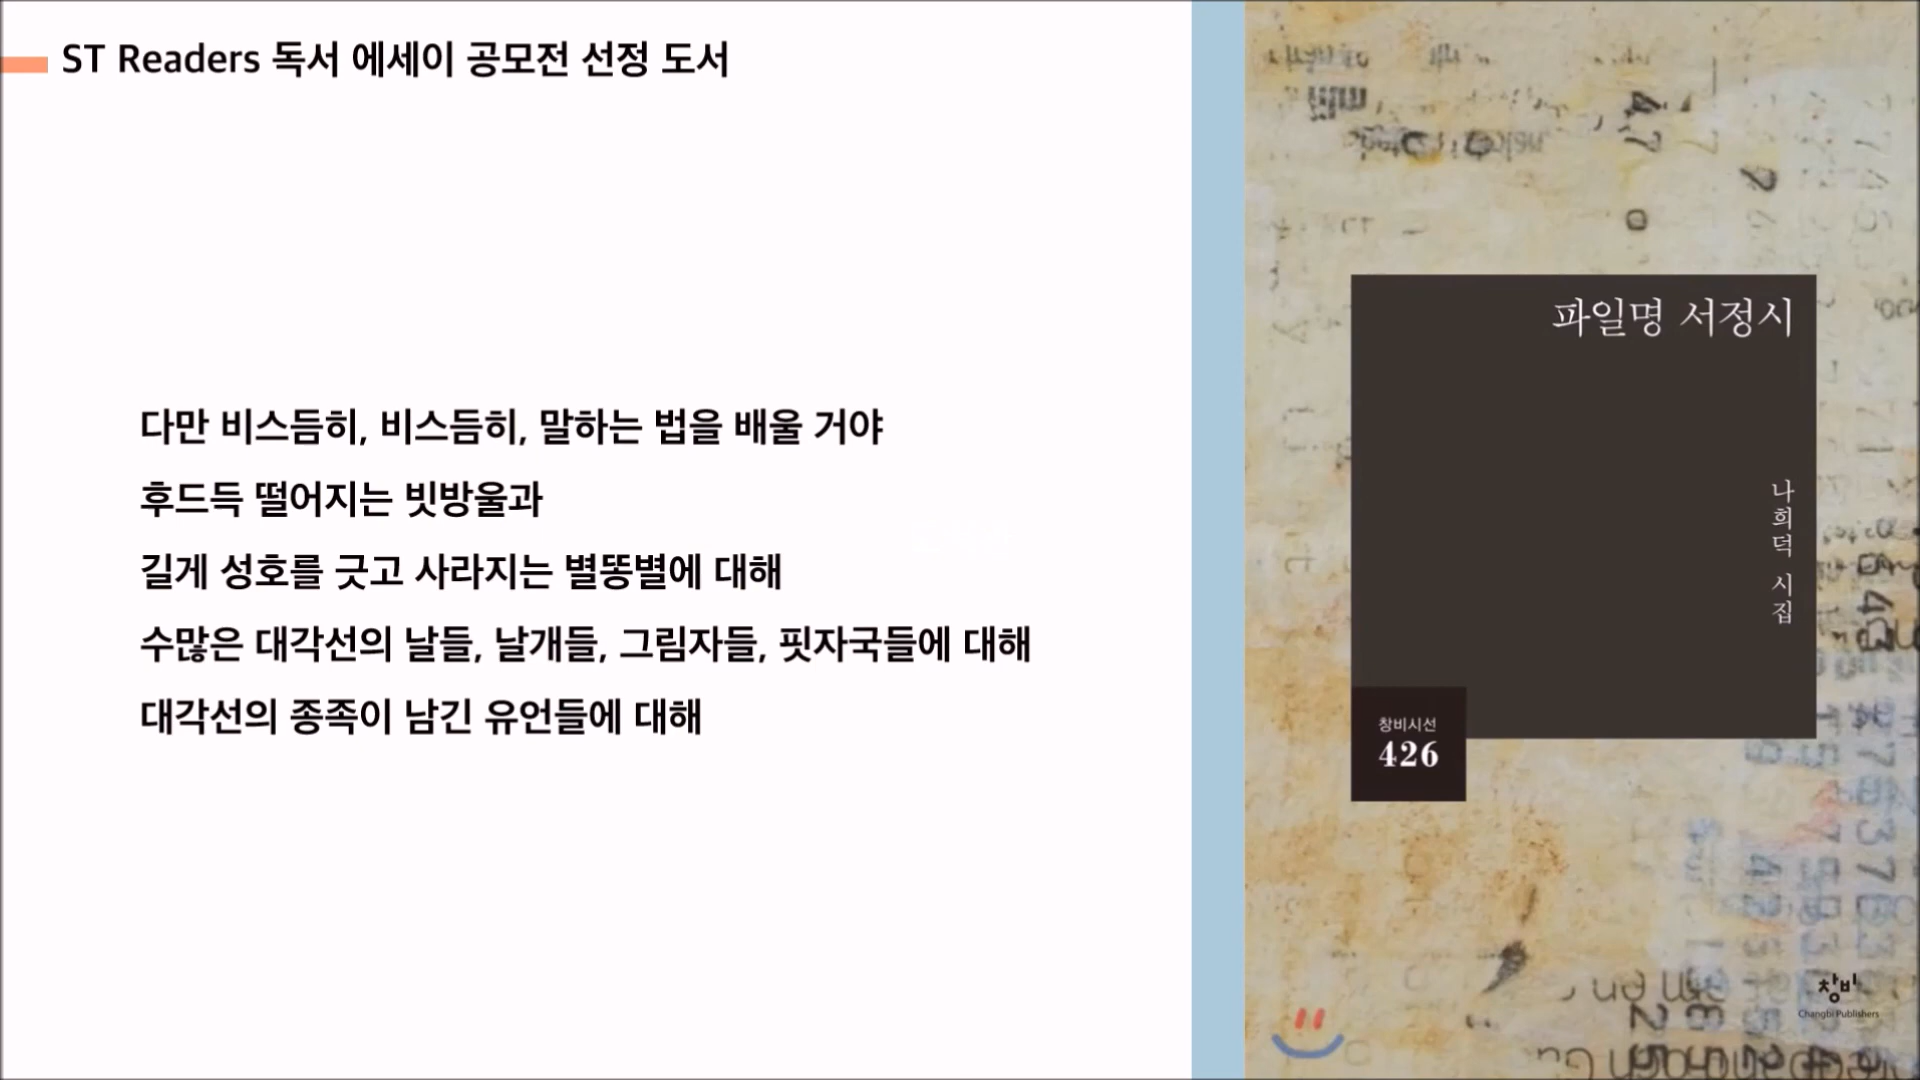 ST Readers 독서 에세이 공모전 선정 도서
다만 비스듬히, 비스듬히, 말하는 법을 배울 거야
후드득 떨어지는 빗방울과
길게 성호를 긋고 사라지는 별똥별에 대해
수많은 대각선의 날들, 날개들, 그림자들, 핏자국들에 대해
대각선의 종족이 남긴 유언들에 대해
파일명 서정시
나희덕 시집
창비시선
426
창비
Changbi Publishers